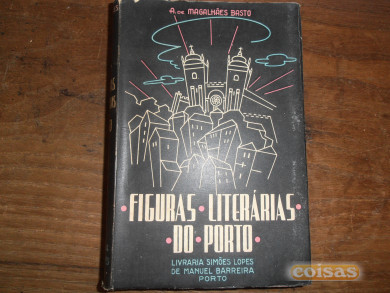 A. DE MAGALHÃES BASTO
FIGURAS · LITERÁRIAS
· DO · PORTO ·
LIVRARIA SIMÕES LOPES
DE MANUEL BARREIRA
PORTO
coisas